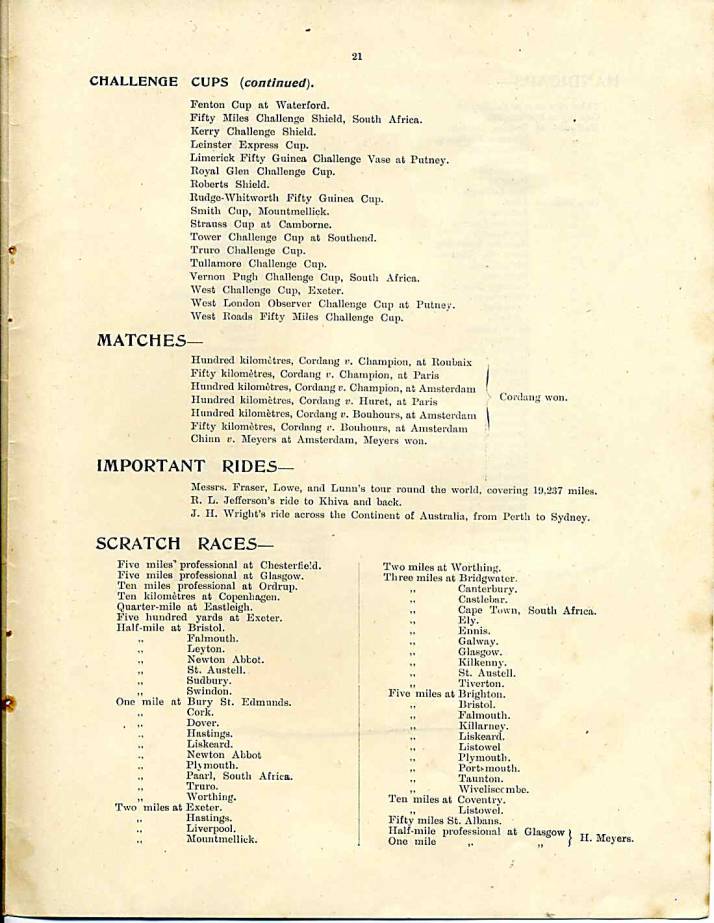 21
CHALLENGE CUPS (continued).
Fenton Cup at Waterford.
Fifty Miles Challenge Shield, South Africa.
Kerry Challenge Shield.
Leinster Express Cup.
Limerick Fifty Guinea Challenge Vase at Putney.
Royal Glen Challenge Cup.
Roberts Shield.
Rudge-Whitworth Fifty Guinea Cup.
Smith Cup, Mountmellick.
Strauss Cup at Camborne.
Tower Challenge Cup at Southend.
Truro Challenge Cup.
Tullamore Challenge Cup.
Vernon Pugh Challenge Cup, South Africa.
West Challenge Cup, Exeter.
West London Observer Challenge Cup at Putney.
West Roads Fifty Miles Challenge Cup.
MATCHES—
Hundred kilomètres, Cordang v. Champion, at Roubaix
Fifty kilomètres, Cordang v. Champion, at Paris
Hundred kilomètres, Cordang v. Champion, at Amsterdam
Hundred kilomètres, Cordang v. Huret, at Paris
Hundred kilomètres, Cordang v. Bouhours, at Amsterdam
Fifty kilomètres, Cordang v. Bouhours, at Amsterdam
Cordang won.
Chinn v. Meyers at Amsterdam, Meyers won.
IMPORTANT RIDES—
Messrs. Fraser, Lowe, and Lunn's tour round the world, covering 19,237 miles.
R. L. Jefferson's ride to Khiva and back.
J. H. Wright's ride across the Continent of Australia, from Perth to Sydney.
SCRATCH RACES—
Five miles professional at Chesterfield.
Five miles professional at Glasgow.
Ten miles professional at Ordrup.
Ten kilomètres at Copenhagen.
Quarter-mile at Eastleigh.
Five hundred yards at Exeter.
Half-mile at Bristol.
„ Falmouth.
„ Leyton.
„ Newton Abbot.
„ St. Austell.
„ Sudbury.
„ Swindon.
One mile at Bury St. Edmunds.
„ Cork.
„ Dover.
„ Hastings.
„ Liskeard.
„ Newton Abbot
„ Plymouth.
„ Paarl, South Africa.
„ Truro.
„ Worthing.
Two miles at Exeter.
„ Hastings.
„ Liverpool.
„ Mountmellick.
Two miles at Worthing.
Three miles at Bridgwater.
„ Canterbury.
„ Castlebar.
„ Cape Town, South Africa.
„ Ely.
„ Ennis.
„ Galway.
„ Glasgow.
„ Kilkenny.
„ St. Austell.
„ Tiverton.
Five miles at Brighton.
„ Bristol.
„ Falmouth.
„ Killarney.
„ Liskeard.
„ Listowel
„ Plymouth.
„ Portsmouth.
„ Taunton.
„ Wiveliscombe.
Ten miles at Coventry.
„ Listowel.
Fifty miles St. Albans.
Half-mile professional at Glasgow
One mile „ „
H. Meyers.